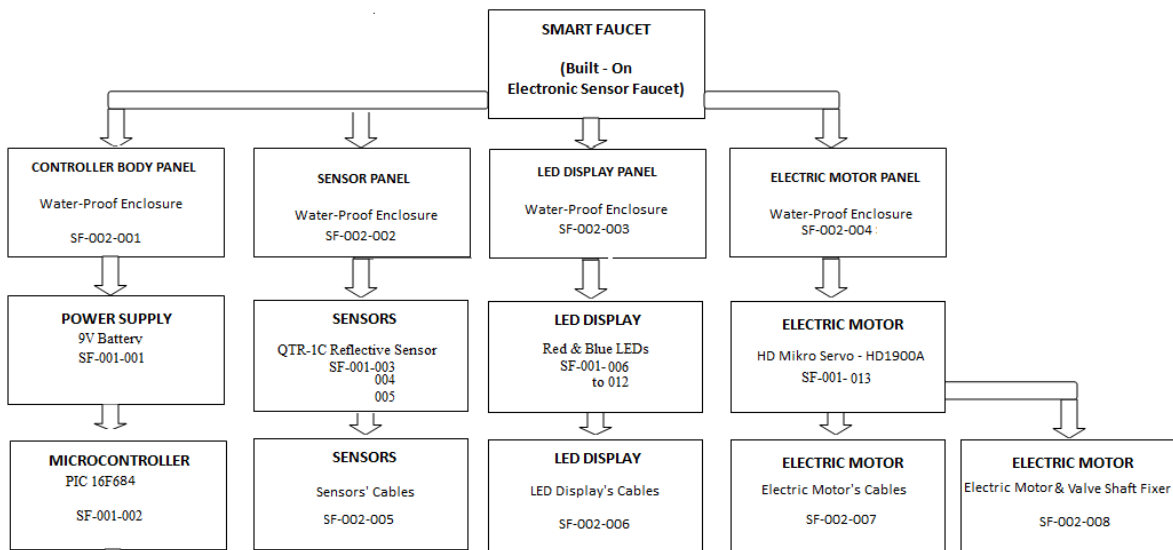 SMART FAUCET
(Built - On
Electronic Sensor Faucet)
CONTROLLER BODY PANEL
Water-Proof Enclosure
SF-002-001
SENSOR PANEL
Water-Proof Enclosure
SF-002-002
LED DISPLAY PANEL
Water-Proof Enclosure
SF-002-003
ELECTRIC MOTOR PANEL
Water-Proof Enclosure
SF-002-004
POWER SUPPLY
9V Battery
SF-001-001
SENSORS
QTR-1C Reflective Sensor
SF-001-003
004
005
LED DISPLAY
Red & Blue LEDs
SF-001-006
to 012
ELECTRIC MOTOR
HD Mikro Servo - HD1900A
SF-001- 013
MICROCONTROLLER
PIC 16F684
SF-001-002
SENSORS
Sensors' Cables
SF-002-005
LED DISPLAY
LED Display's Cables
SF-002-006
ELECTRIC MOTOR
Electric Motor's Cables
SF-002-007
ELECTRIC MOTOR
Electric Motor & Valve Shaft Fixer
SF-002-008